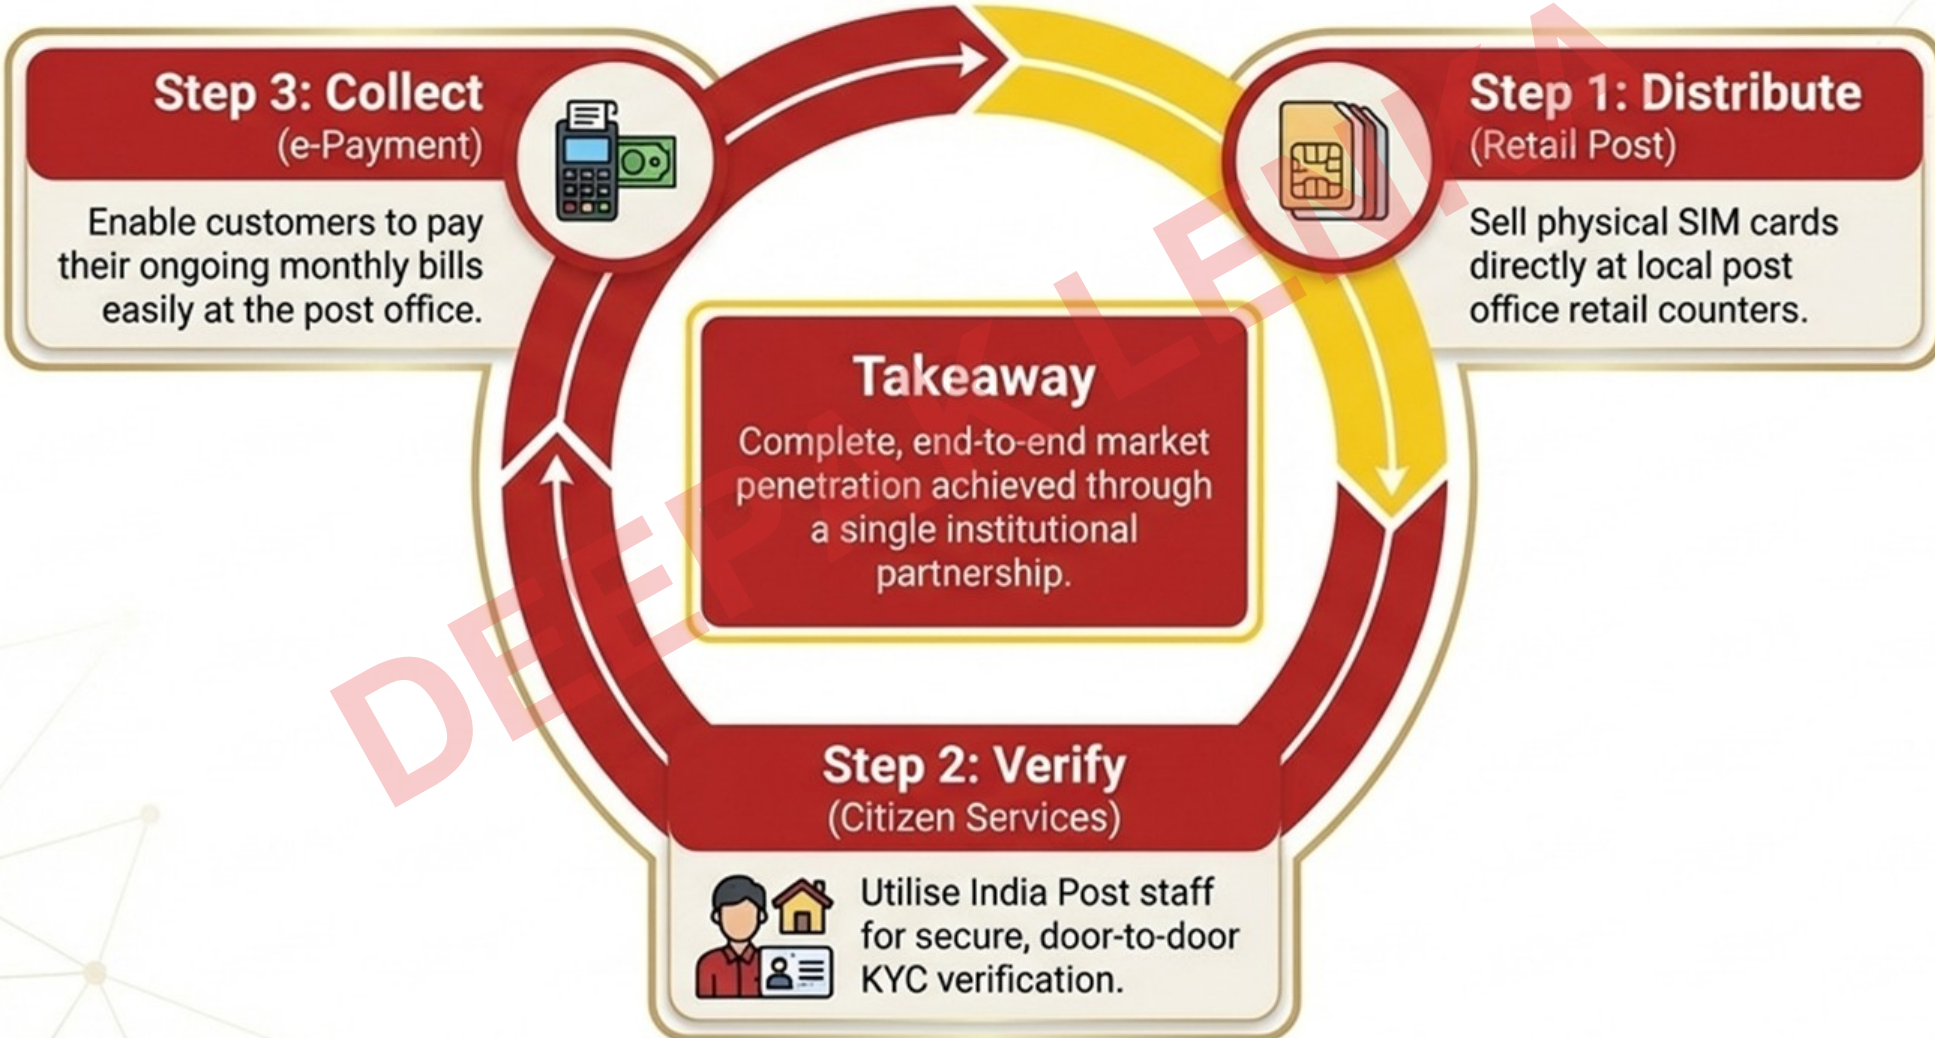 Step 3: Collect
(e-Payment)
Enable customers to pay
their ongoing monthly bills
easily at the post office.
Step 1: Distribute
(Retail Post)
Sell physical SIM cards
directly at local post
office retail counters.
Takeaway
Complete, end-to-end market
penetration achieved through
a single institutional
partnership.
Step 2: Verify
(Citizen Services)
Utilise India Post staff
for secure, door-to-door
KYC verification.
DEEPAK LENKA